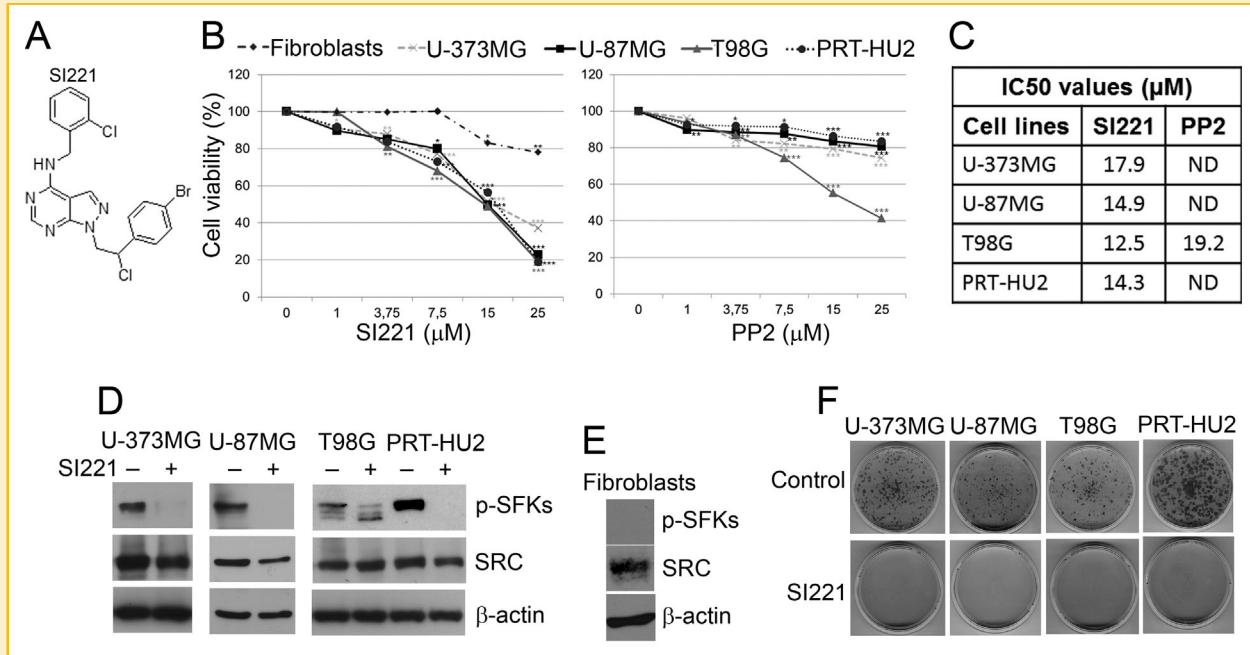 A
SI221
Cl
HN
N
N
N
N
Br
Cl
B
Fibroblasts U-373MG U-87MG T98G PRT-HU2
Cell viability (%)
120
100
80
60
40
20
0
0 1 3,75 7,5 15 25
SI221 (μM)
120
100
80
60
40
20
0
0 1 3,75 7,5 15 25
PP2 (μM)
C
IC50 values (μM)
Cell lines SI221 PP2
U-373MG 17.9 ND
U-87MG 14.9 ND
T98G 12.5 19.2
PRT-HU2 14.3 ND
D
U-373MG U-87MG T98G PRT-HU2
SI221 – + – + – + – +
p-SFKs
SRC
β-actin
E
Fibroblasts
p-SFKs
SRC
β-actin
F
U-373MG U-87MG T98G PRT-HU2
Control
SI221